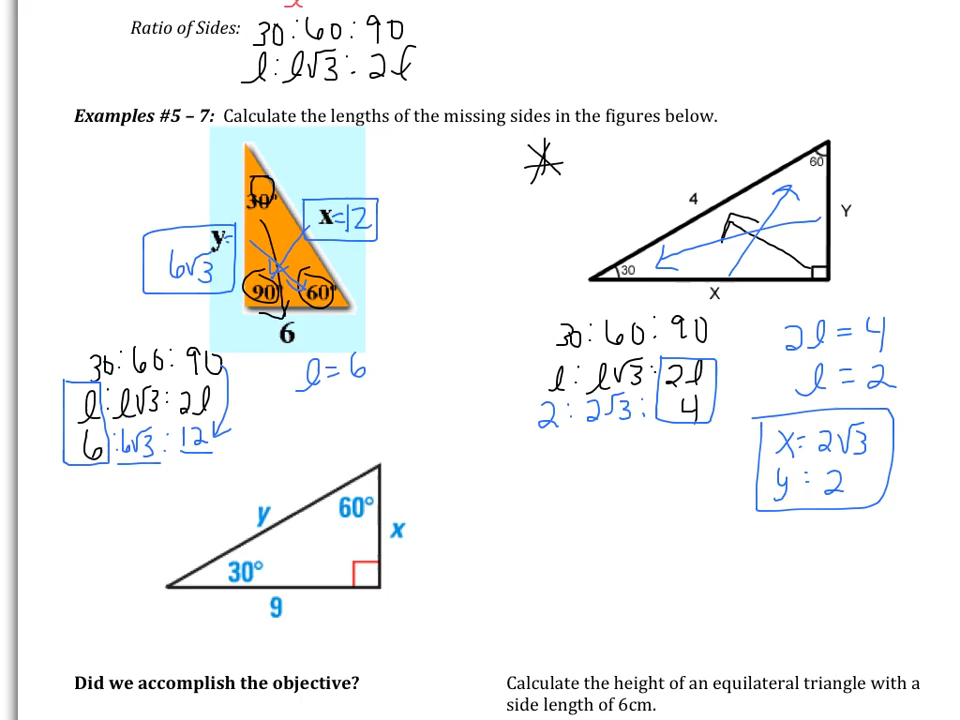 Ratio of Sides: 30:60:90
l : l√3 : 2l
Examples #5 – 7: Calculate the lengths of the missing sides in the figures below.
30°
x=12
y=
6√3
90°
60°
6
l = 6
30:60:90
l : l√3 : 2l
6 : 6√3 : 12
60
4
Y
30
X
30:60:90
l : l√3 : 2l
2 : 2√3 : 4
2l = 4
l = 2
x = 2√3
y = 2
y
60°
x
30°
9
Did we accomplish the objective?
Calculate the height of an equilateral triangle with a
side length of 6cm.